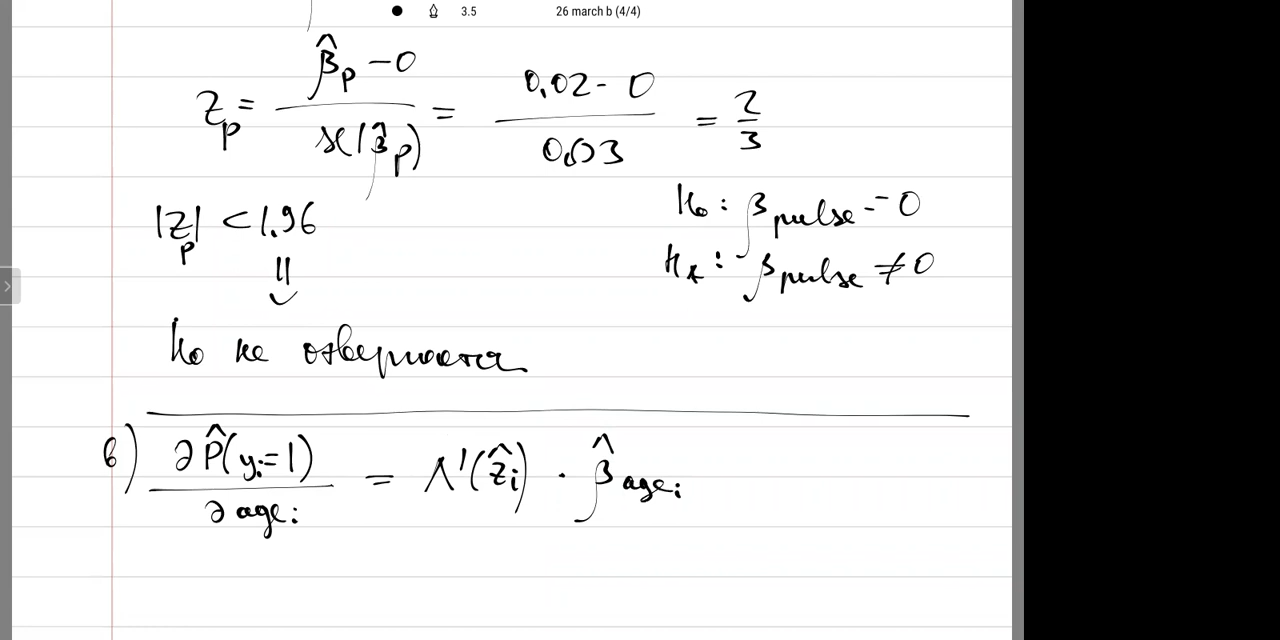 3.5 26 march b (4/4)
Z_p = (β̂_p − 0) / se(β̂_p) = (0.02 - 0) / 0.03 = 2/3
|Z_p| < 1.96
H₀ : β_pulse = 0
⇓
H_A : β_pulse ≠ 0
H₀ не отвергается
в) ∂P̂(y_i=1) / ∂age_i = Λ'(ẑ_i) · β̂_age_i